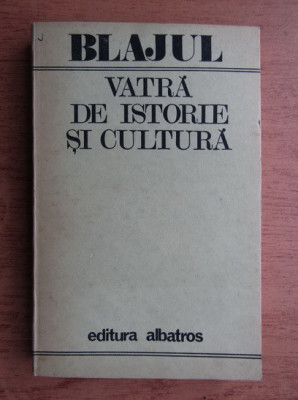 BLAJUL
VATRĂ
DE ISTORIE
ȘI CULTURĂ
editura albatros